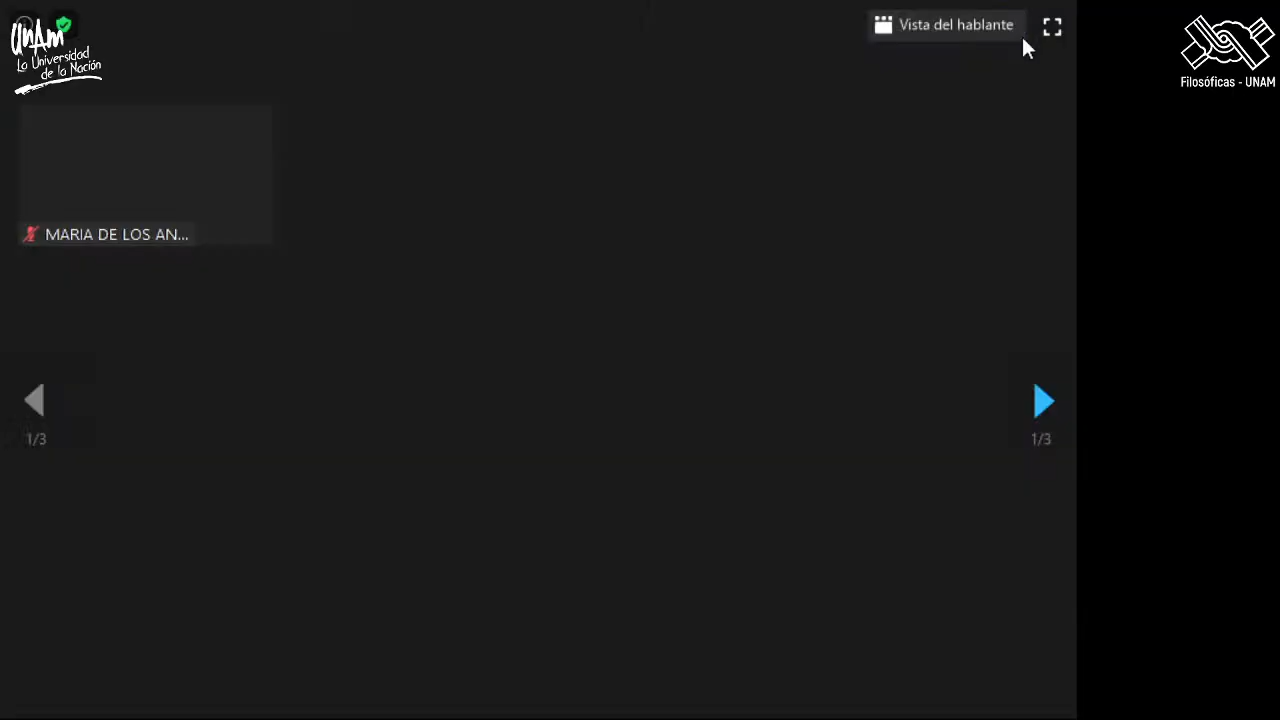 UnAm
La Universidad
de la Nación
Vista del hablante
Filosóficas - UNAM
MARIA DE LOS AN...
1/3
1/3